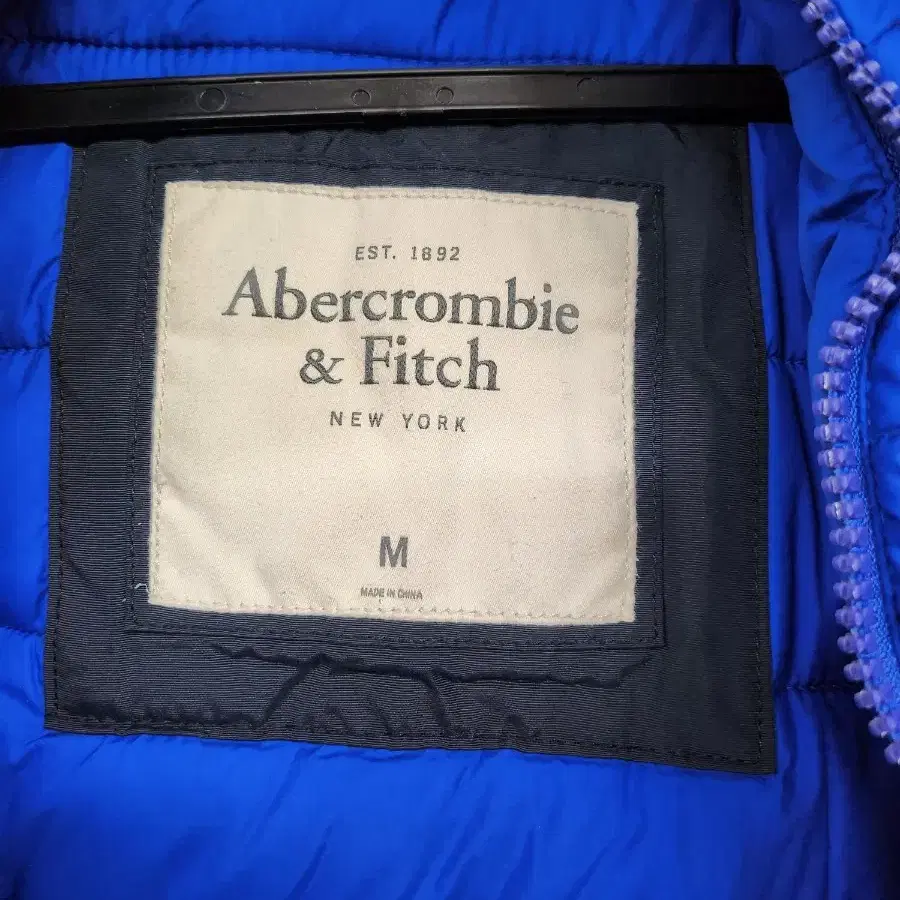 EST. 1892
Abercrombie
& Fitch
NEW YORK
M
MADE IN CHINA